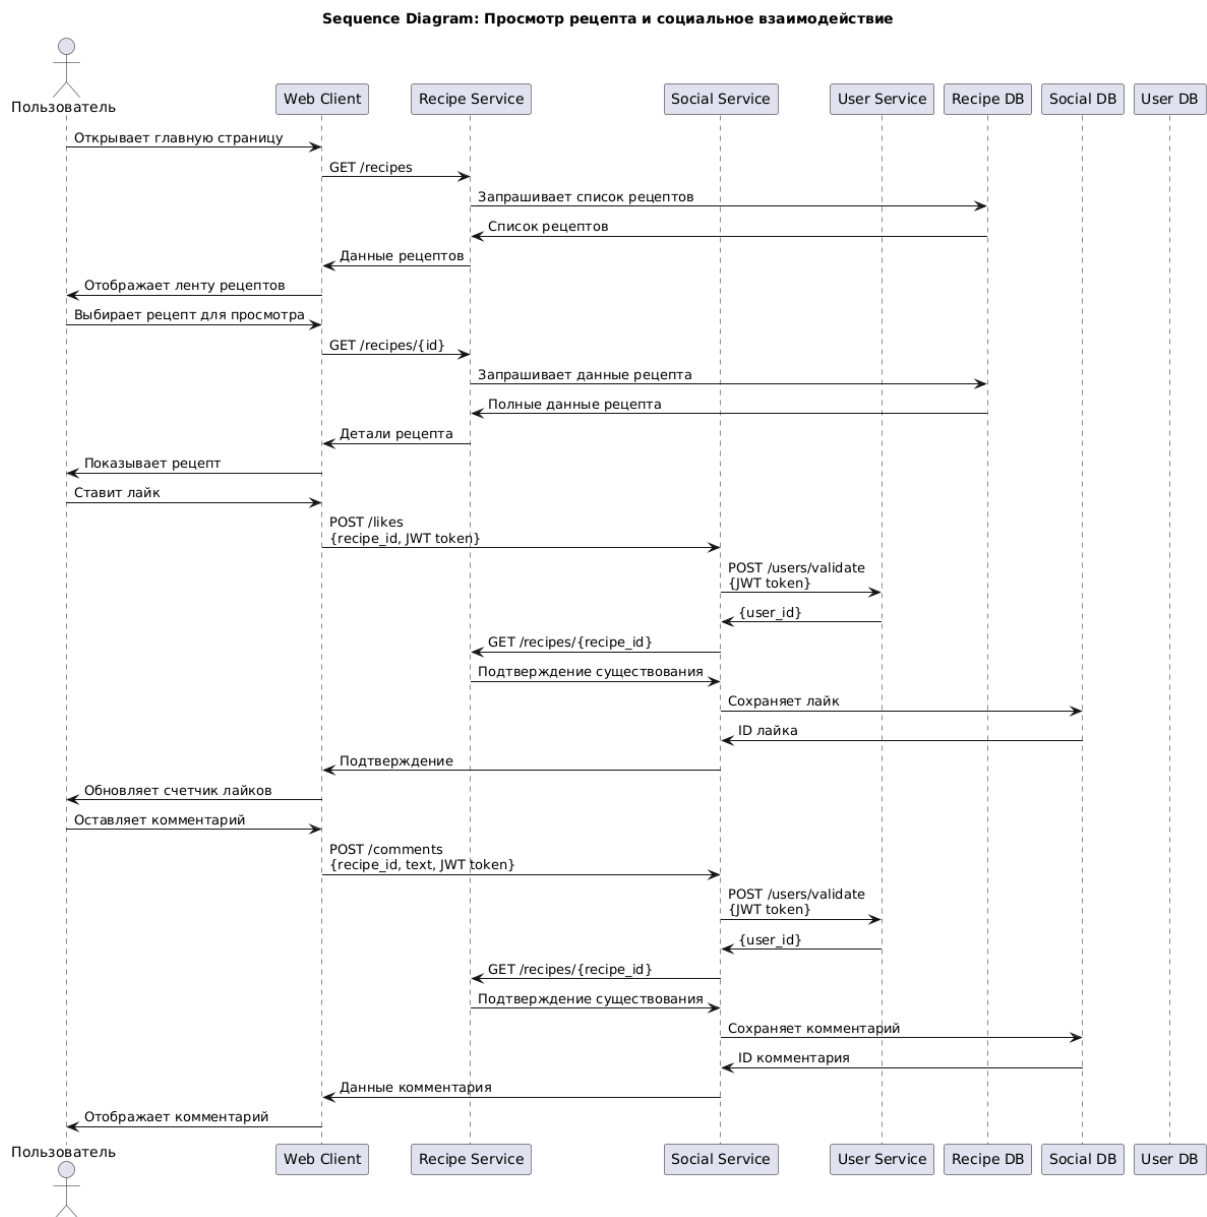 Sequence Diagram: Просмотр рецепта и социальное взаимодействие
Пользователь
Web Client
Recipe Service
Social Service
User Service
Recipe DB
Social DB
User DB
Открывает главную страницу
GET /recipes
Запрашивает список рецептов
Список рецептов
Данные рецептов
Отображает ленту рецептов
Выбирает рецепт для просмотра
GET /recipes/{id}
Запрашивает данные рецепта
Полные данные рецепта
Детали рецепта
Показывает рецепт
Ставит лайк
POST /likes
{recipe_id, JWT token}
POST /users/validate
{JWT token}
{user_id}
GET /recipes/{recipe_id}
Подтверждение существования
Сохраняет лайк
ID лайка
Подтверждение
Обновляет счетчик лайков
Оставляет комментарий
POST /comments
{recipe_id, text, JWT token}
POST /users/validate
{JWT token}
{user_id}
GET /recipes/{recipe_id}
Подтверждение существования
Сохраняет комментарий
ID комментария
Данные комментария
Отображает комментарий
Пользователь
Web Client
Recipe Service
Social Service
User Service
Recipe DB
Social DB
User DB